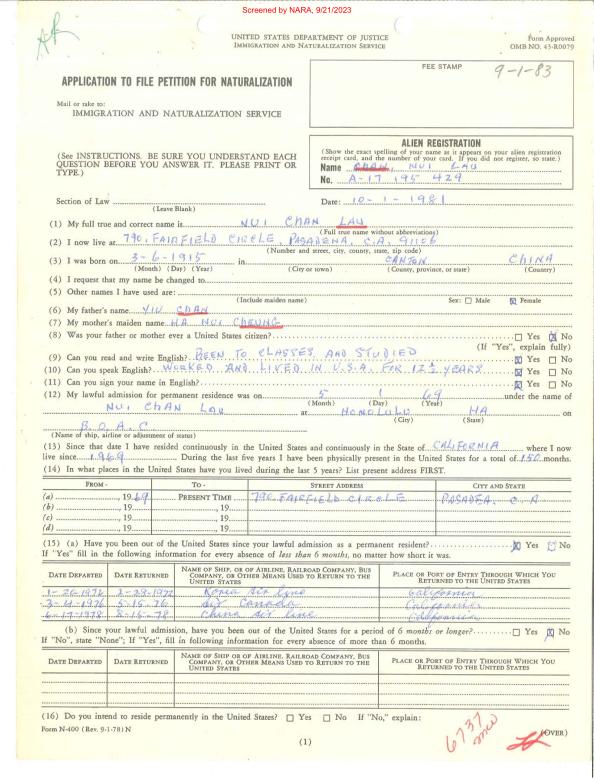 Screened by NARA, 9/21/2023
AR
UNITED STATES DEPARTMENT OF JUSTICE
IMMIGRATION AND NATURALIZATION SERVICE
Form Approved
OMB NO. 43-R0079
APPLICATION TO FILE PETITION FOR NATURALIZATION
FEE STAMP
9-1-83
Mail or take to:
IMMIGRATION AND NATURALIZATION SERVICE
ALIEN REGISTRATION
(Show the exact spelling of your name as it appears on your alien registration
receipt card, and the number of your card. If you did not register, so state.)
(See INSTRUCTIONS. BE SURE YOU UNDERSTAND EACH
QUESTION BEFORE YOU ANSWER IT. PLEASE PRINT OR
TYPE.)
Name CHAN, NUI LAU
No. A-17 195 429
Section of Law
(Leave Blank)
Date: 10-1-1981
(1) My full true and correct name is NUI CHAN LAU
(Full true name without abbreviations)
(2) I now live at 790, FAIRFIELD CIRCLE, PASADENA, C.A. 91106
(Number and street, city, county, state, zip code)
(3) I was born on 3-6-1915 in CANTON CHINA
(Month) (Day) (Year) (City or town) (County, province, or state) (Country)
(4) I request that my name be changed to
(5) Other names I have used are:
(Include maiden name) Sex: Male Female
(6) My father's name YIU CHAN
(7) My mother's maiden name HA NUI CHEUNG
(8) Was your father or mother ever a United States citizen? Yes No
(If "Yes", explain fully)
(9) Can you read and write English? BEEN TO CLASSES AND STUDIED Yes No
(10) Can you speak English? WORKED AND LIVED IN U.S.A. FOR 12½ YEARS Yes No
(11) Can you sign your name in English? Yes No
(12) My lawful admission for permanent residence was on 5 1 69 under the name of
(Month) (Day) (Year)
NUI CHAN LAU at HONOLULU HA on
(City) (State)
B.O.A.C
(Name of ship, airline or adjustment of status)
(13) Since that date I have resided continuously in the United States and continuously in the State of CALIFORNIA where I now
live since 1969. During the last five years I have been physically present in the United States for a total of 150 months.
(14) In what places in the United States have you lived during the last 5 years? List present address FIRST.
FROM - TO - STREET ADDRESS CITY AND STATE
(a) , 1969 PRESENT TIME 790 FAIRFIELD CIRCLE PASADEA. C.A
(b) , 19 , 19
(c) , 19 , 19
(d) , 19 , 19
(15) (a) Have you been out of the United States since your lawful admission as a permanent resident? Yes No
If "Yes" fill in the following information for every absence of less than 6 months, no matter how short it was.
DATE DEPARTED DATE RETURNED NAME OF SHIP, OR OF AIRLINE, RAILROAD COMPANY, BUS COMPANY, OR OTHER MEANS USED TO RETURN TO THE UNITED STATES PLACE OR PORT OF ENTRY THROUGH WHICH YOU RETURNED TO THE UNITED STATES
1-26-1972 2-28-1972 Korea Air line California
3-4-1976 5-15-76 Air Canada California
6-17-1978 8-15-78 China Air line California
(b) Since your lawful admission, have you been out of the United States for a period of 6 months or longer? Yes No
If "No", state "None"; If "Yes", fill in following information for every absence of more than 6 months.
DATE DEPARTED DATE RETURNED NAME OF SHIP, OR OF AIRLINE, RAILROAD COMPANY, BUS COMPANY, OR OTHER MEANS USED TO RETURN TO THE UNITED STATES PLACE OR PORT OF ENTRY THROUGH WHICH YOU RETURNED TO THE UNITED STATES
(16) Do you intend to reside permanently in the United States? Yes No If "No," explain:
Form N-400 (Rev. 9-1-78) N
(1)
6737
(OVER)